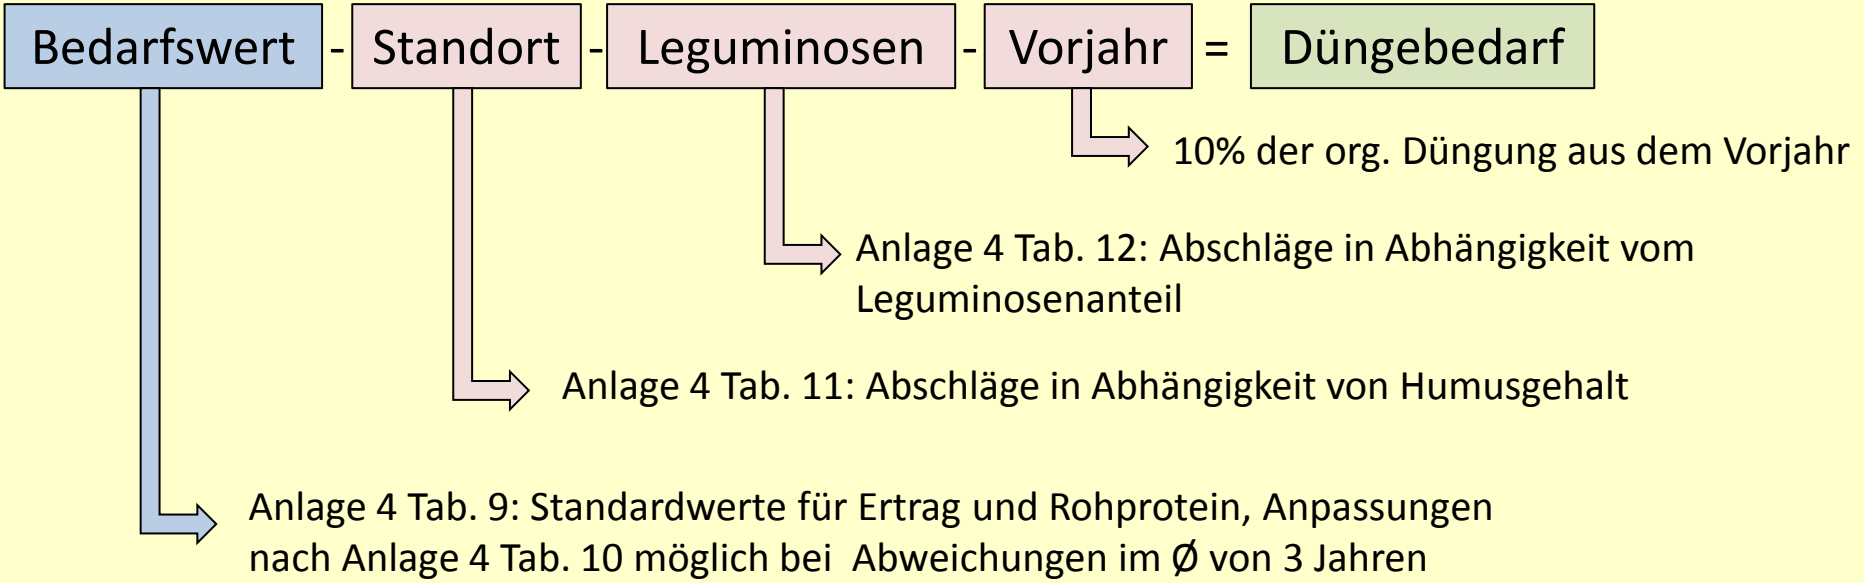 Bedarfswert - Standort - Leguminosen - Vorjahr = Düngebedarf
10% der org. Düngung aus dem Vorjahr
Anlage 4 Tab. 12: Abschläge in Abhängigkeit vom
Leguminosenanteil
Anlage 4 Tab. 11: Abschläge in Abhängigkeit von Humusgehalt
Anlage 4 Tab. 9: Standardwerte für Ertrag und Rohprotein, Anpassungen
nach Anlage 4 Tab. 10 möglich bei  Abweichungen im Ø von 3 Jahren